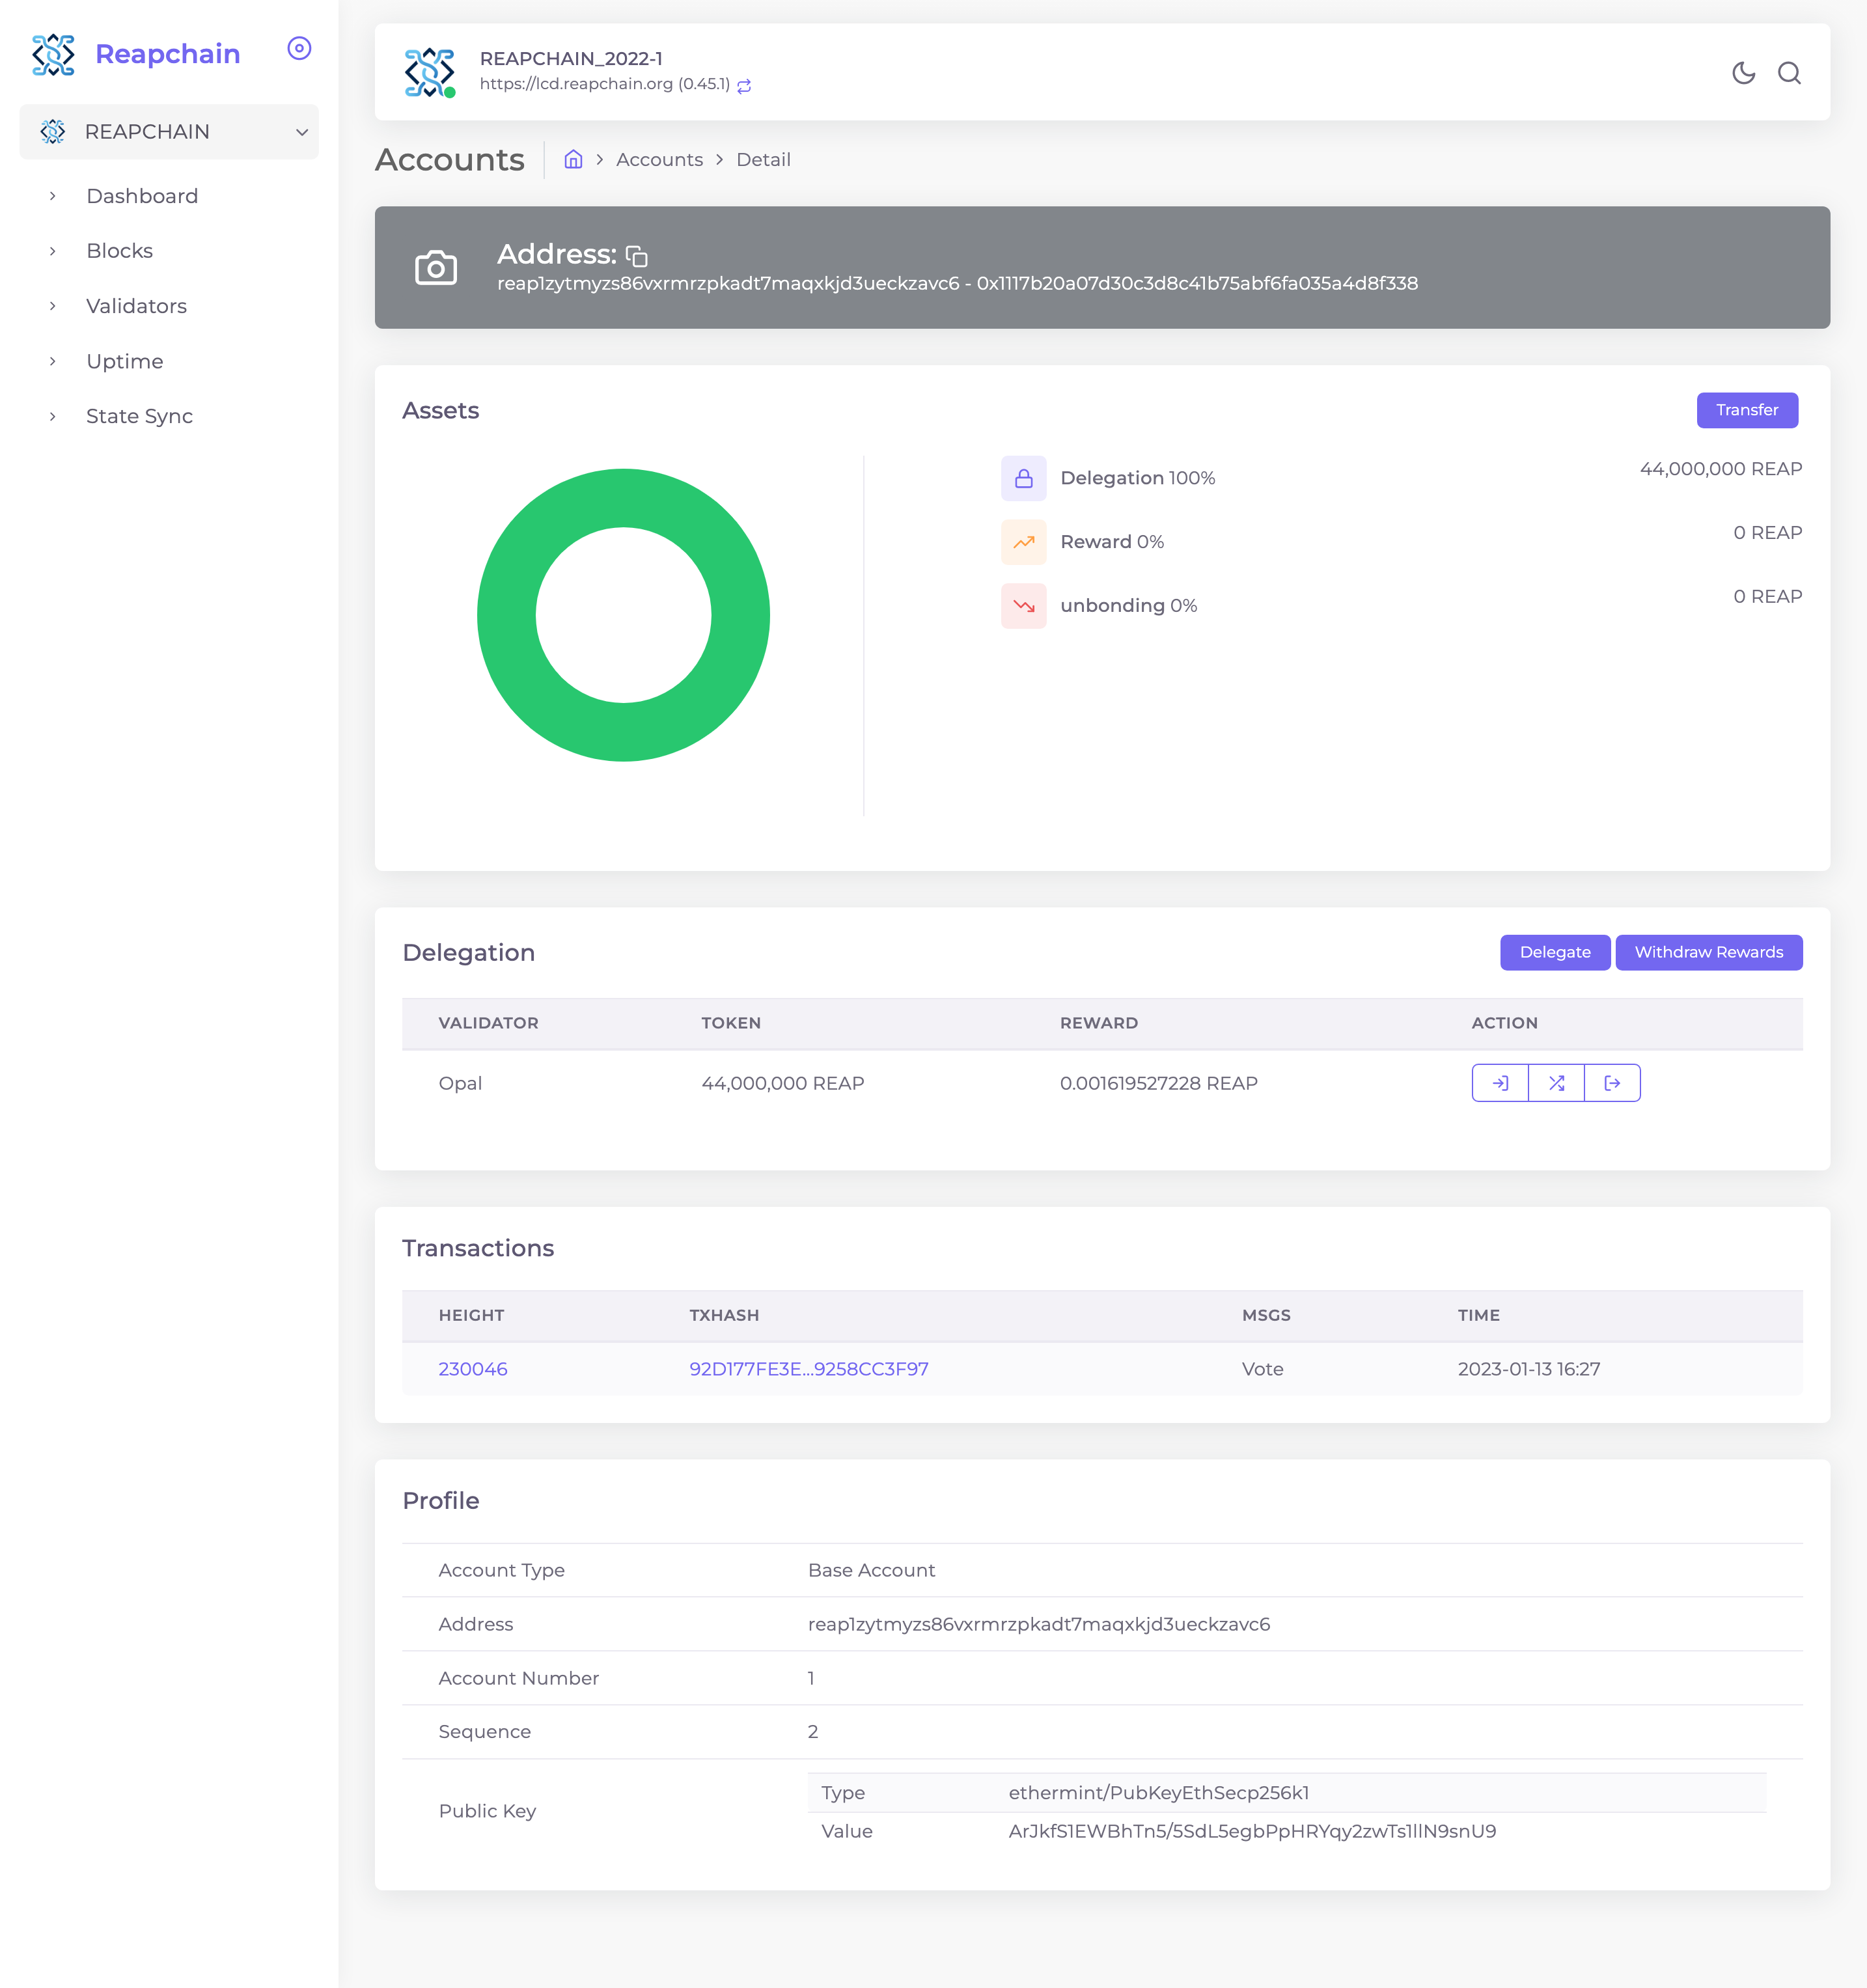 Reapchain
REAPCHAIN
Dashboard
Blocks
Validators
Uptime
State Sync
REAPCHAIN_2022-1
https://lcd.reapchain.org (0.45.1)
Accounts
Accounts Detail
Address:
reap1zytmyzs86vxrmrzpkadt7maqxkjd3ueckzavc6 - 0x1117b20a07d30c3d8c41b75abf6fa035a4d8f338
Assets
Transfer
Delegation 100%
44,000,000 REAP
Reward 0%
0 REAP
unbonding 0%
0 REAP
Delegation
Delegate
Withdraw Rewards
VALIDATOR TOKEN REWARD ACTION
Opal 44,000,000 REAP 0.001619527228 REAP
Transactions
HEIGHT TXHASH MSGS TIME
230046 92D177FE3E...9258CC3F97 Vote 2023-01-13 16:27
Profile
Account Type Base Account
Address reap1zytmyzs86vxrmrzpkadt7maqxkjd3ueckzavc6
Account Number 1
Sequence 2
Public Key
Type ethermint/PubKeyEthSecp256k1
Value ArJkfS1EWBhTn5/5SdL5egbPpHRYqy2zwTs1llN9snU9